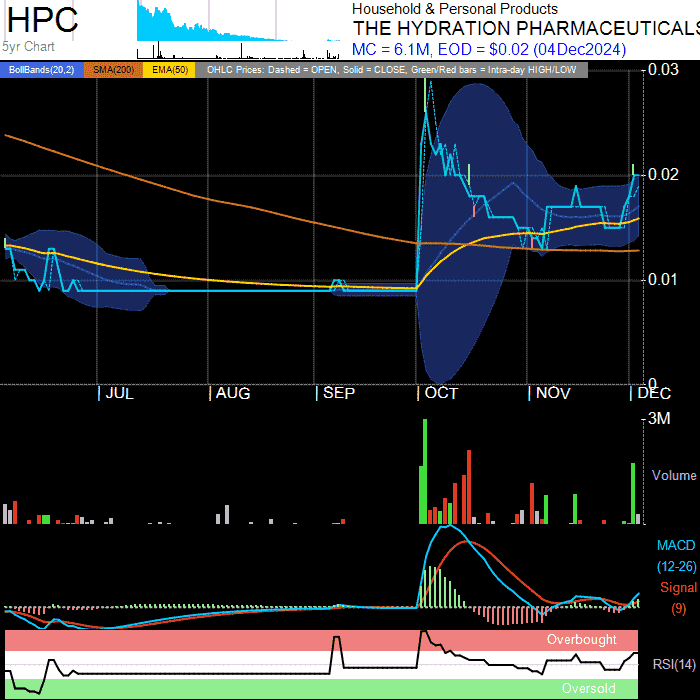 HPC
5yr Chart
Household & Personal Products
THE HYDRATION PHARMACEUTICALS
MC = 6.1M, EOD = $0.02 (04Dec2024)
BollBands(20,2) SMA(200) EMA(50) OHLC Prices: Dashed = OPEN, Solid = CLOSE, Green/Red bars = Intra-day HIGH/LOW
0.03
0.02
0.01
0
JUL AUG SEP OCT NOV DEC
3M
Volume
MACD
(12-26)
Signal
(9)
Overbought
RSI(14)
Oversold